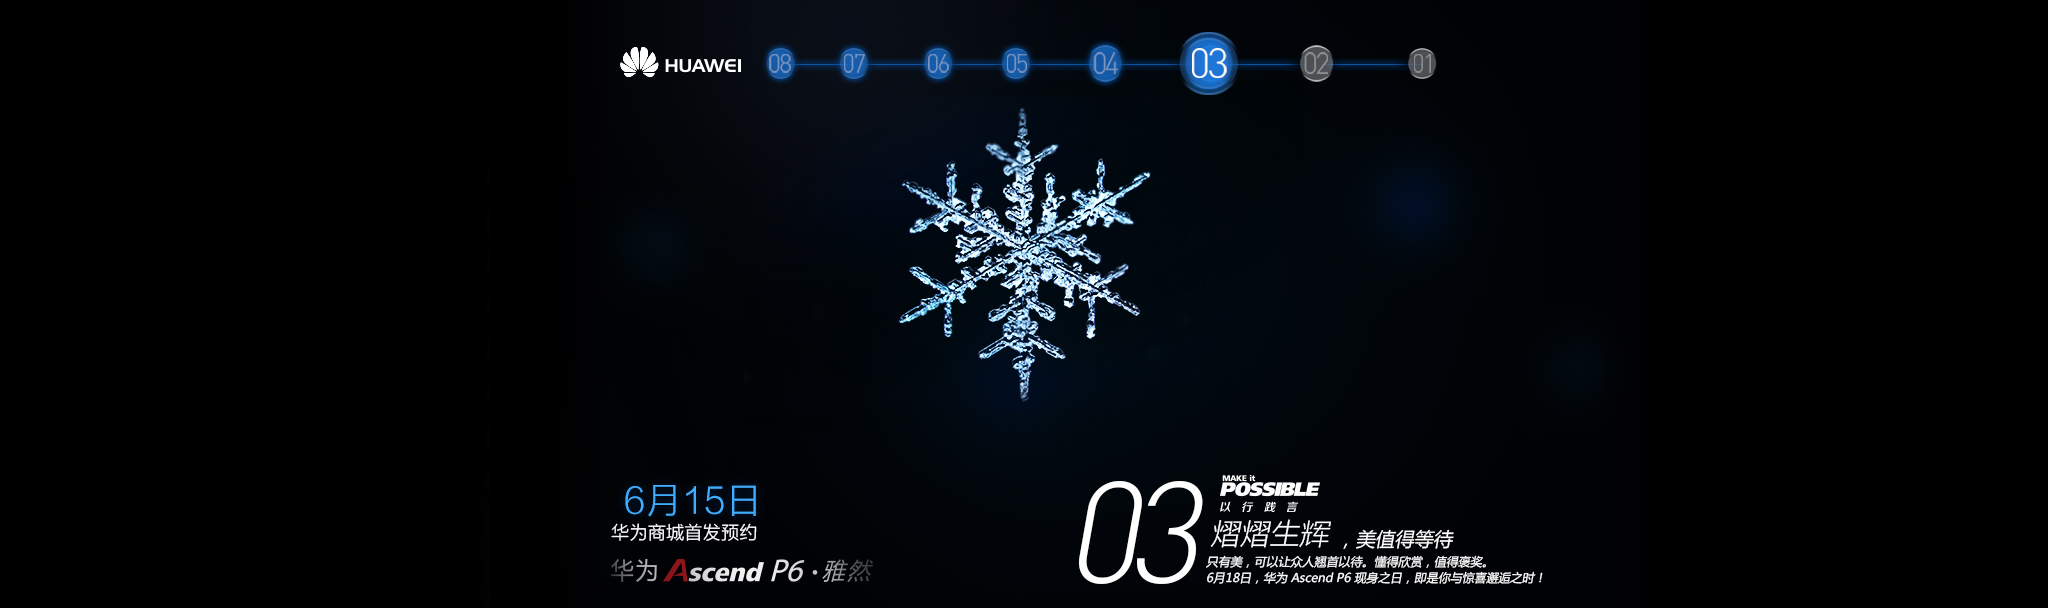 HUAWEI 08 07 06 05 04 03 02 01
6月15日
华为商城首发预约
华为 Ascend P6 · 雅然
03
MAKE it
POSSIBLE
以行践言
熠熠生辉，美值得等待
只有美，可以让众人翘首以待。懂得欣赏，值得褒奖。
6月18日，华为 Ascend P6 现身之日，即是你与惊喜邂逅之时！